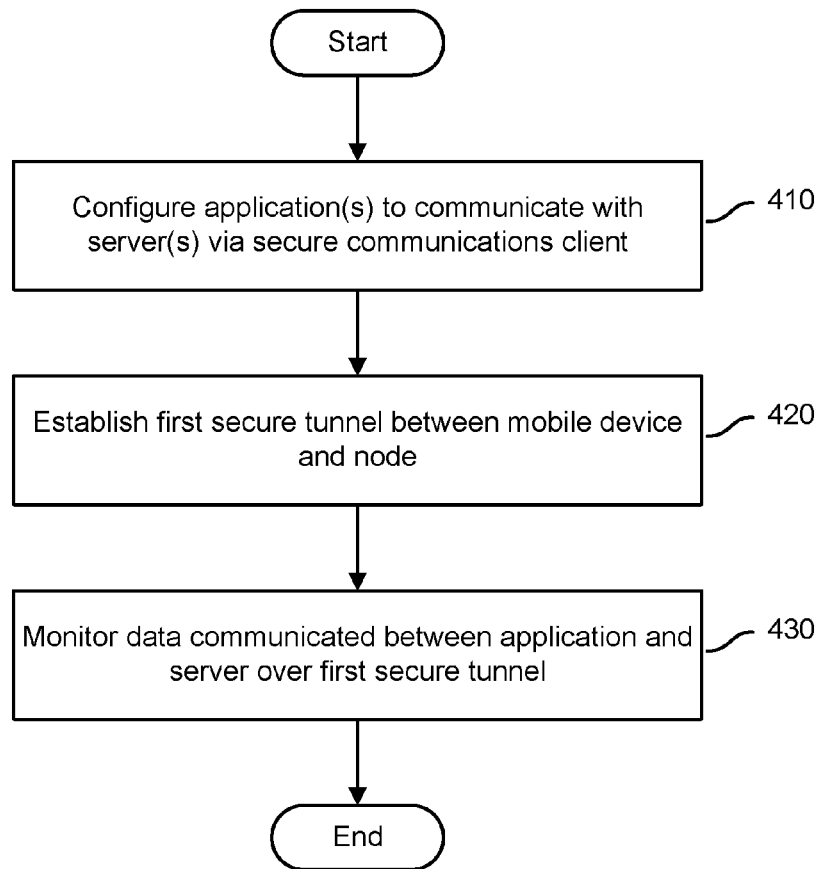 Start
Configure application(s) to communicate with
server(s) via secure communications client
410
Establish first secure tunnel between mobile device
and node
420
Monitor data communicated between application and
server over first secure tunnel
430
End